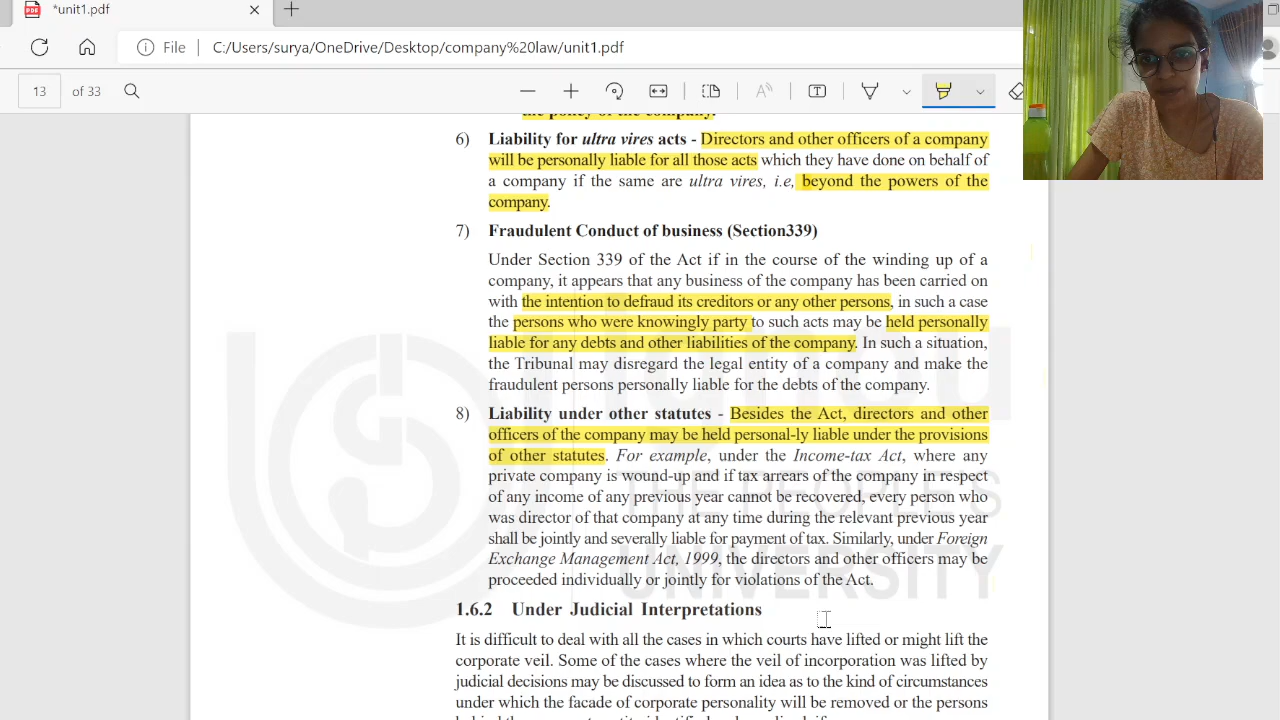 *unit1.pdf
File
C:/Users/surya/OneDrive/Desktop/company%20law/unit1.pdf
13 of 33
the policy of the company.
6) Liability for ultra vires acts - Directors and other officers of a company
will be personally liable for all those acts which they have done on behalf of
a company if the same are ultra vires, i.e, beyond the powers of the
company.
7) Fraudulent Conduct of business (Section339)
Under Section 339 of the Act if in the course of the winding up of a
company, it appears that any business of the company has been carried on
with the intention to defraud its creditors or any other persons, in such a case
the persons who were knowingly party to such acts may be held personally
liable for any debts and other liabilities of the company. In such a situation,
the Tribunal may disregard the legal entity of a company and make the
fraudulent persons personally liable for the debts of the company.
8) Liability under other statutes - Besides the Act, directors and other
officers of the company may be held personal-ly liable under the provisions
of other statutes. For example, under the Income-tax Act, where any
private company is wound-up and if tax arrears of the company in respect
of any income of any previous year cannot be recovered, every person who
was director of that company at any time during the relevant previous year
shall be jointly and severally liable for payment of tax. Similarly, under Foreign
Exchange Management Act, 1999, the directors and other officers may be
proceeded individually or jointly for violations of the Act.
THE PEOPLE'S
UNIVERSITY
1.6.2 Under Judicial Interpretations
It is difficult to deal with all the cases in which courts have lifted or might lift the
corporate veil. Some of the cases where the veil of incorporation was lifted by
judicial decisions may be discussed to form an idea as to the kind of circumstances
under which the facade of corporate personality will be removed or the persons